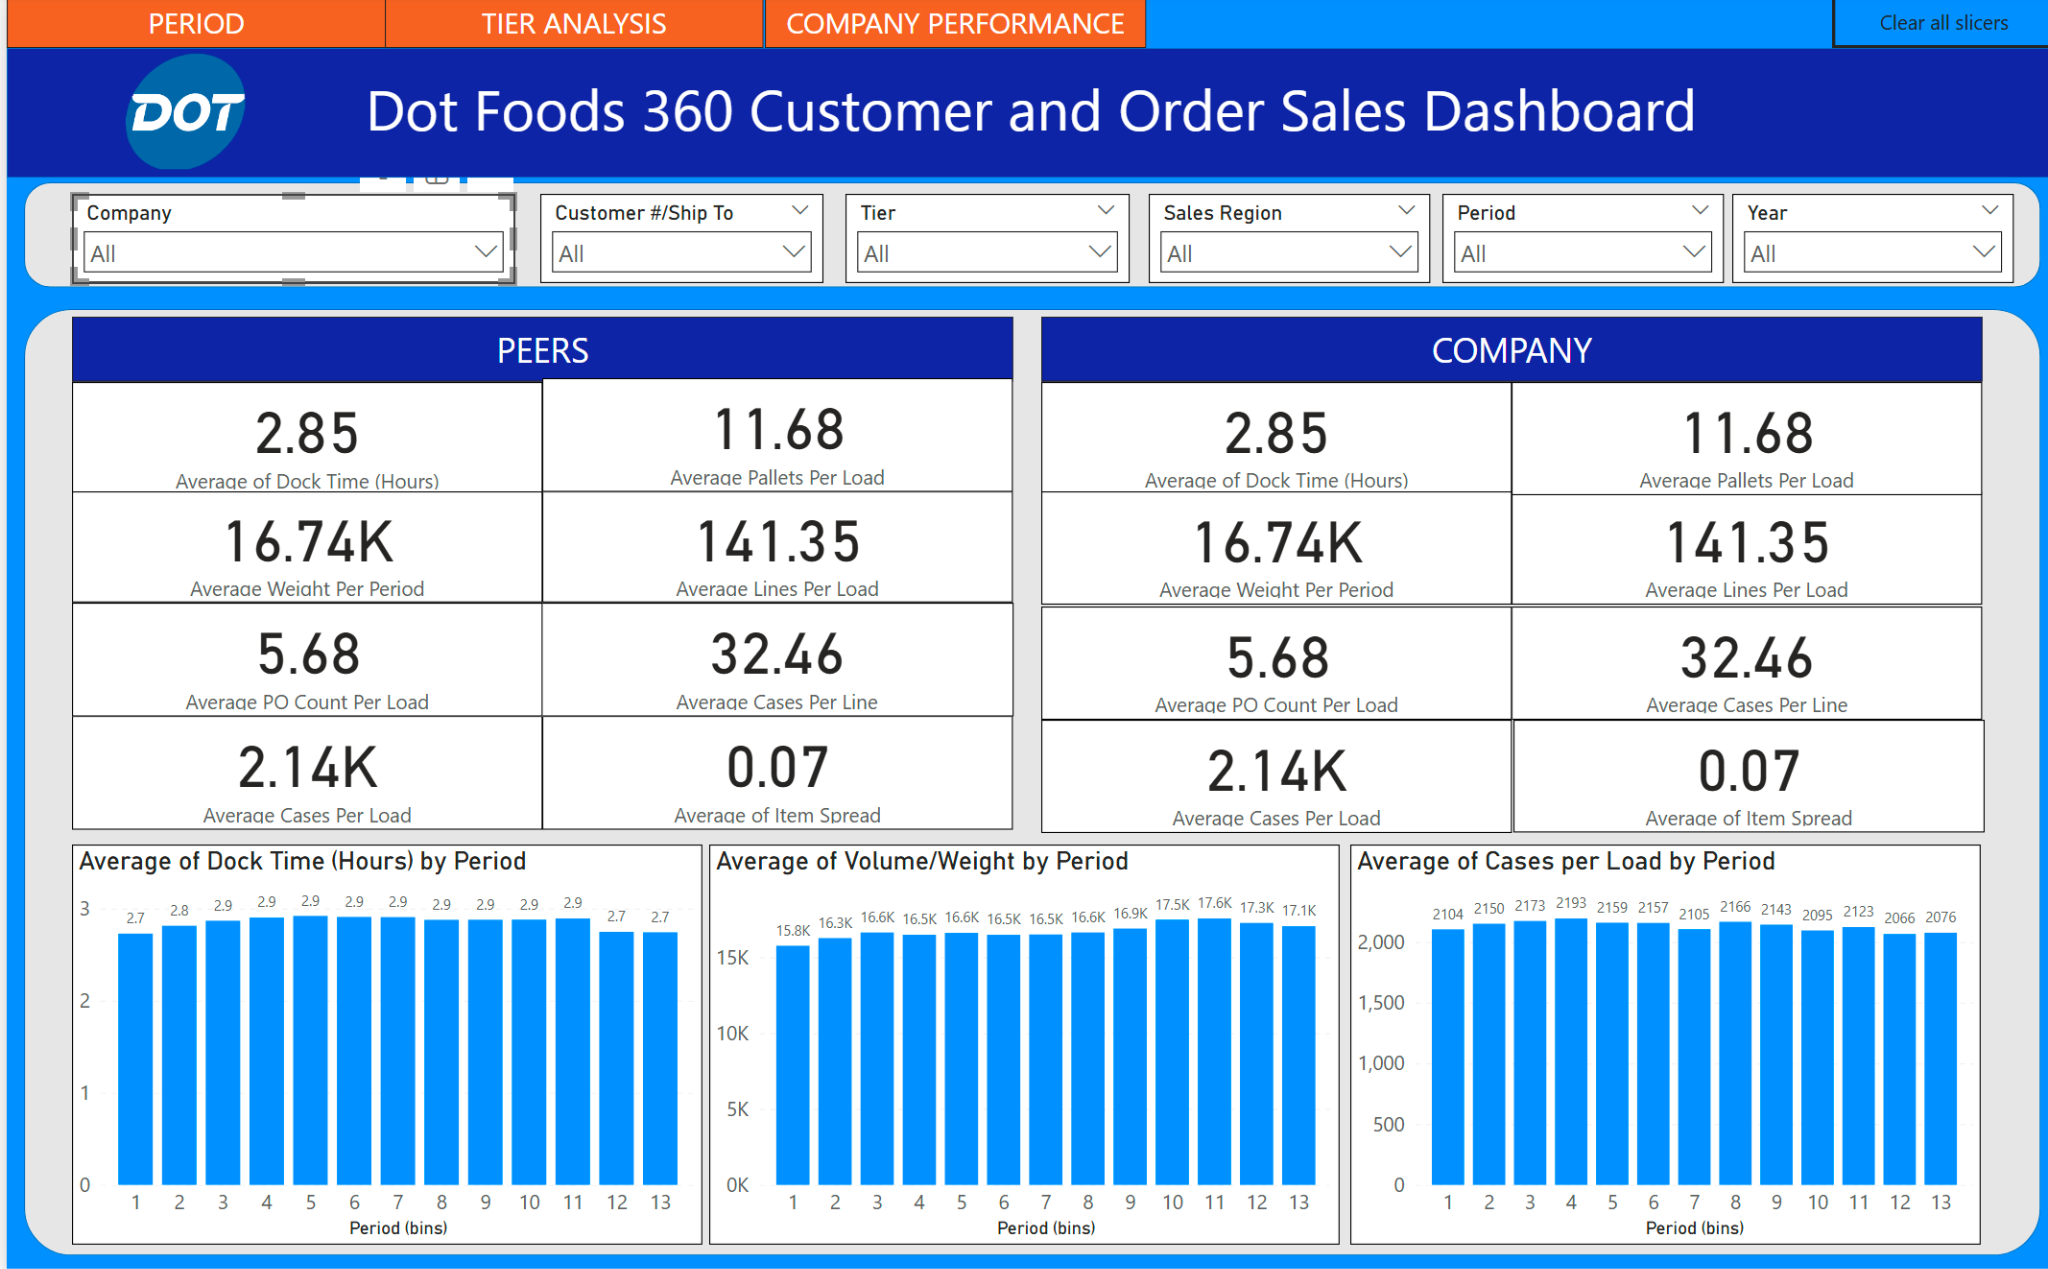 PERIOD
TIER ANALYSIS
COMPANY PERFORMANCE
Clear all slicers
DOT
Dot Foods 360 Customer and Order Sales Dashboard
Company
All
Customer #/Ship To
All
Tier
All
Sales Region
All
Period
All
Year
All
PEERS
2.85
Average of Dock Time (Hours)
11.68
Average Pallets Per Load
16.74K
Average Weight Per Period
141.35
Average Lines Per Load
5.68
Average PO Count Per Load
32.46
Average Cases Per Line
2.14K
Average Cases Per Load
0.07
Average of Item Spread
COMPANY
2.85
Average of Dock Time (Hours)
11.68
Average Pallets Per Load
16.74K
Average Weight Per Period
141.35
Average Lines Per Load
5.68
Average PO Count Per Load
32.46
Average Cases Per Line
2.14K
Average Cases Per Load
0.07
Average of Item Spread
Average of Dock Time (Hours) by Period
2.7 2.8 2.9 2.9 2.9 2.9 2.9 2.9 2.9 2.9 2.9 2.7 2.7
3
2
1
0
1 2 3 4 5 6 7 8 9 10 11 12 13
Period (bins)
Average of Volume/Weight by Period
15.8K 16.3K 16.6K 16.5K 16.6K 16.5K 16.5K 16.6K 16.9K 17.5K 17.6K 17.3K 17.1K
15K
10K
5K
0K
1 2 3 4 5 6 7 8 9 10 11 12 13
Period (bins)
Average of Cases per Load by Period
2104 2150 2173 2193 2159 2157 2105 2166 2143 2095 2123 2066 2076
2,000
1,500
1,000
500
0
1 2 3 4 5 6 7 8 9 10 11 12 13
Period (bins)